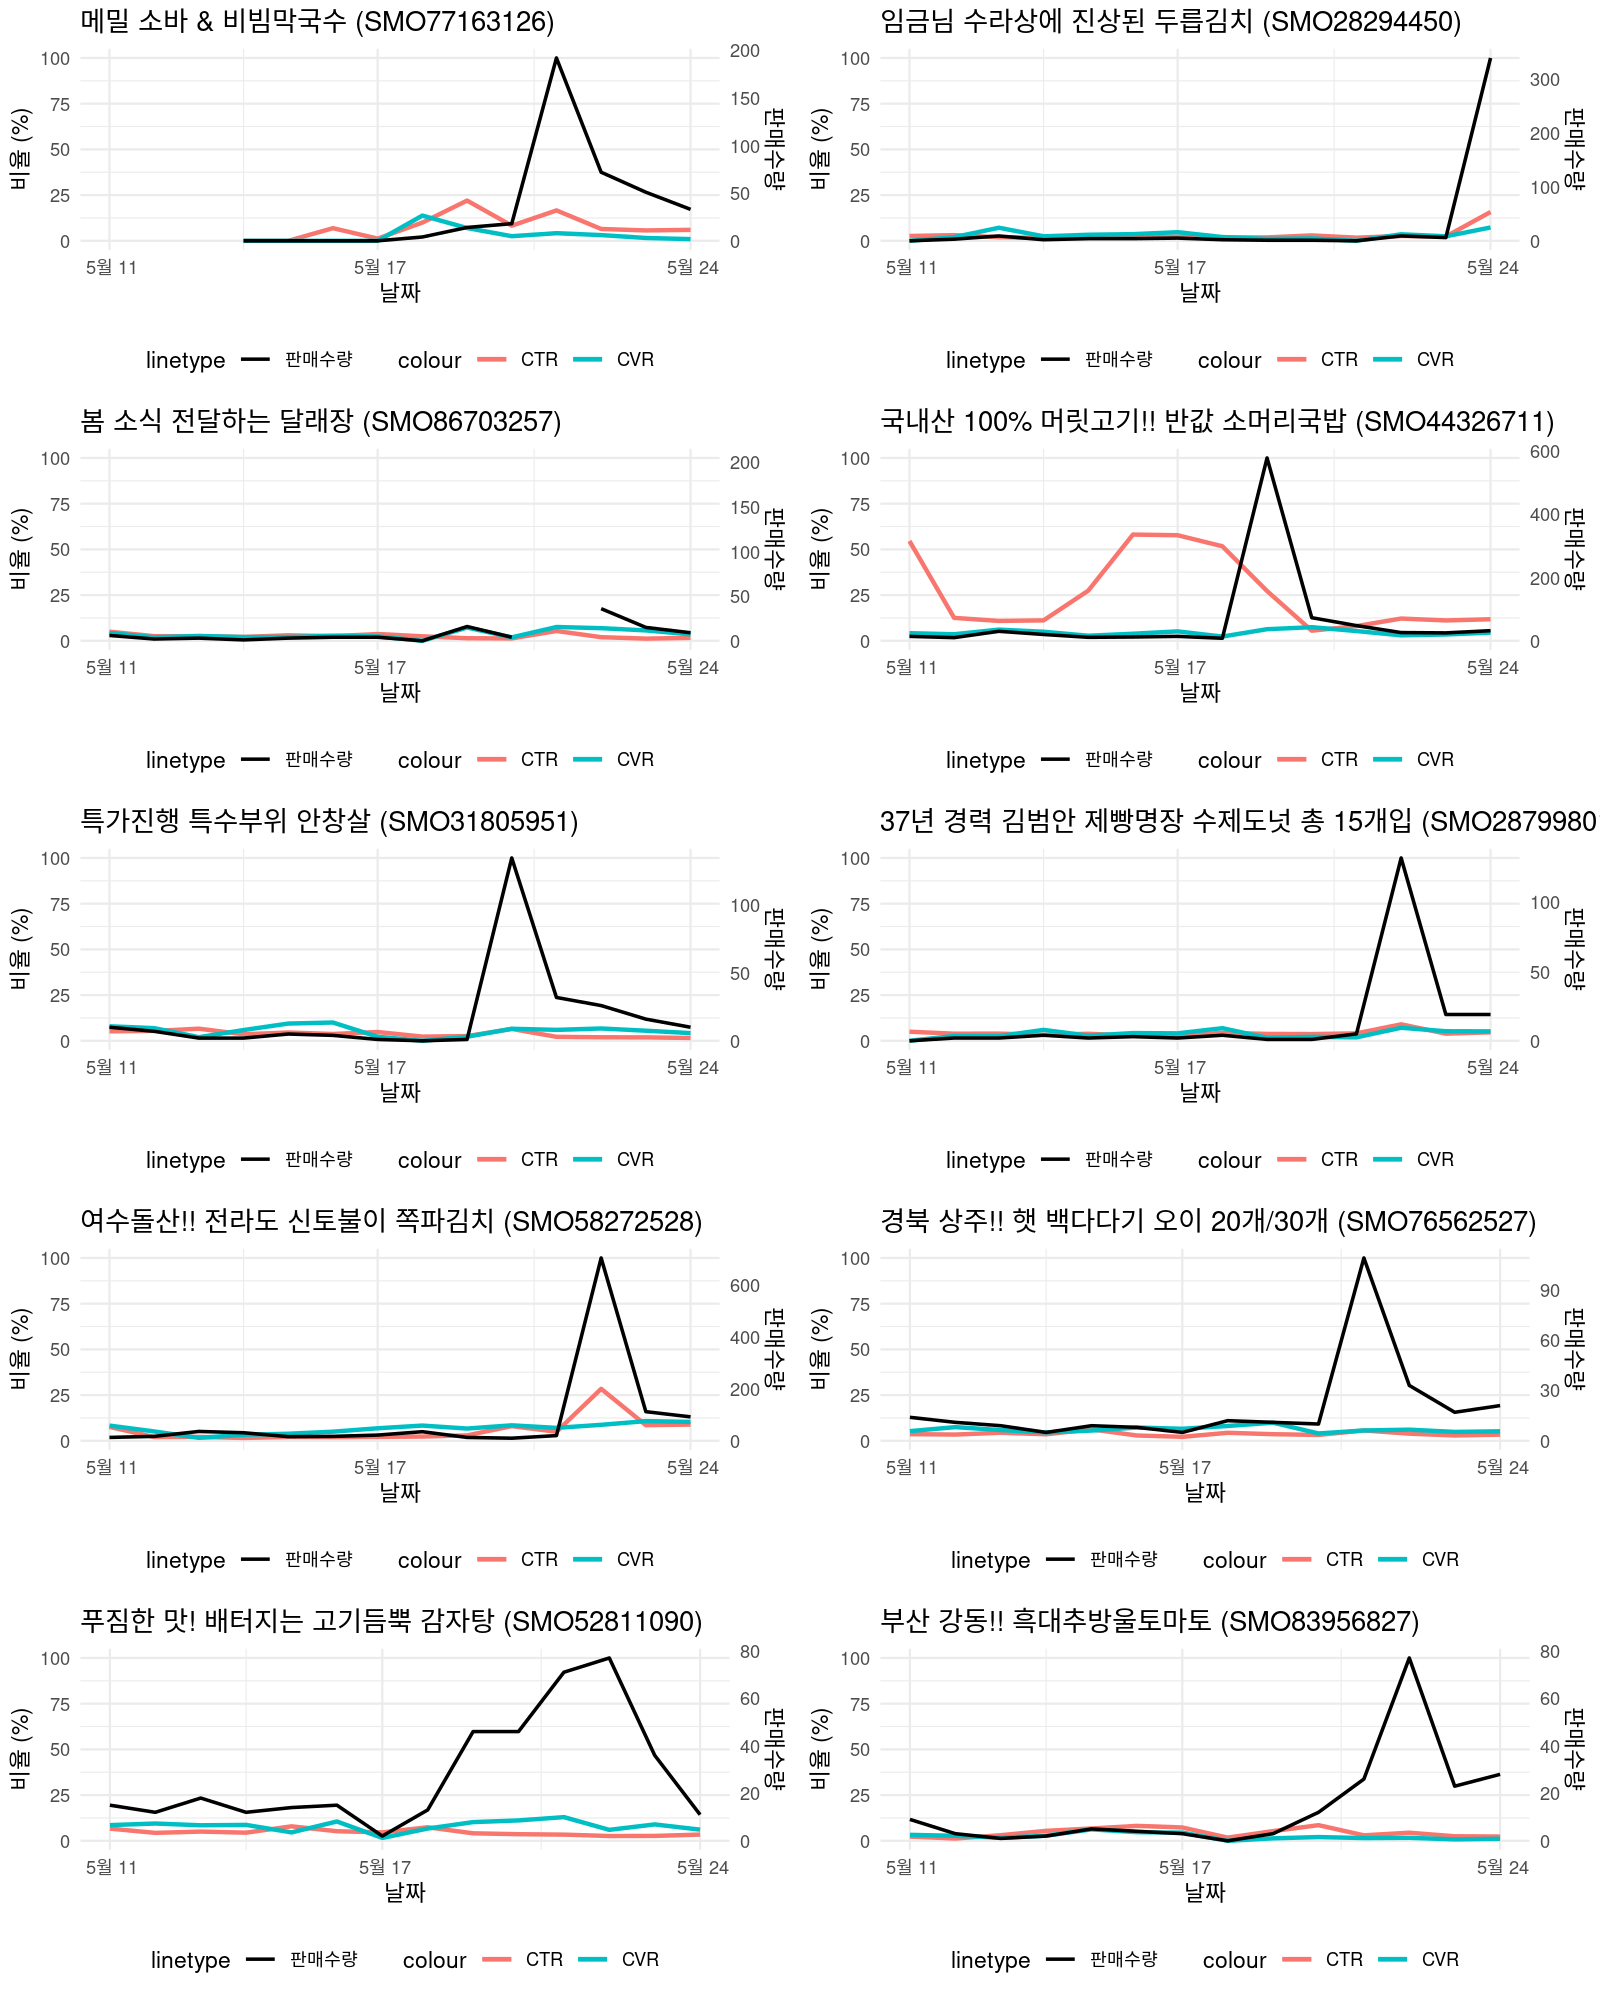 메밀 소바 & 비빔막국수 (SMO77163126)
비율 (%)
100
75
50
25
0
200
150
100
50
0
판매수량
5월 11
5월 17
5월 24
날짜
linetype 판매수량 colour CTR CVR
임금님 수라상에 진상된 두릅김치 (SMO28294450)
비율 (%)
100
75
50
25
0
300
200
100
0
판매수량
5월 11
5월 17
5월 24
날짜
linetype 판매수량 colour CTR CVR
봄 소식 전달하는 달래장 (SMO86703257)
비율 (%)
100
75
50
25
0
200
150
100
50
0
판매수량
5월 11
5월 17
5월 24
날짜
linetype 판매수량 colour CTR CVR
국내산 100% 머릿고기!! 반값 소머리국밥 (SMO44326711)
비율 (%)
100
75
50
25
0
600
400
200
0
판매수량
5월 11
5월 17
5월 24
날짜
linetype 판매수량 colour CTR CVR
특가진행 특수부위 안창살 (SMO31805951)
비율 (%)
100
75
50
25
0
100
50
0
판매수량
5월 11
5월 17
5월 24
날짜
linetype 판매수량 colour CTR CVR
37년 경력 김범안 제빵명장 수제도넛 총 15개입 (SMO2879980
비율 (%)
100
75
50
25
0
100
50
0
판매수량
5월 11
5월 17
5월 24
날짜
linetype 판매수량 colour CTR CVR
여수돌산!! 전라도 신토불이 쪽파김치 (SMO58272528)
비율 (%)
100
75
50
25
0
600
400
200
0
판매수량
5월 11
5월 17
5월 24
날짜
linetype 판매수량 colour CTR CVR
경북 상주!! 햇 백다다기 오이 20개/30개 (SMO76562527)
비율 (%)
100
75
50
25
0
90
60
30
0
판매수량
5월 11
5월 17
5월 24
날짜
linetype 판매수량 colour CTR CVR
푸짐한 맛! 배터지는 고기듬뿍 감자탕 (SMO52811090)
비율 (%)
100
75
50
25
0
80
60
40
20
0
판매수량
5월 11
5월 17
5월 24
날짜
linetype 판매수량 colour CTR CVR
부산 강동!! 흑대추방울토마토 (SMO83956827)
비율 (%)
100
75
50
25
0
80
60
40
20
0
판매수량
5월 11
5월 17
5월 24
날짜
linetype 판매수량 colour CTR CVR